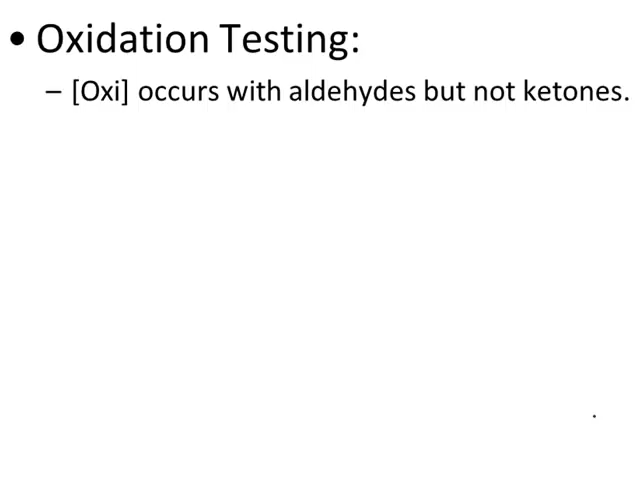 • Oxidation Testing:
– [Oxi] occurs with aldehydes but not ketones.